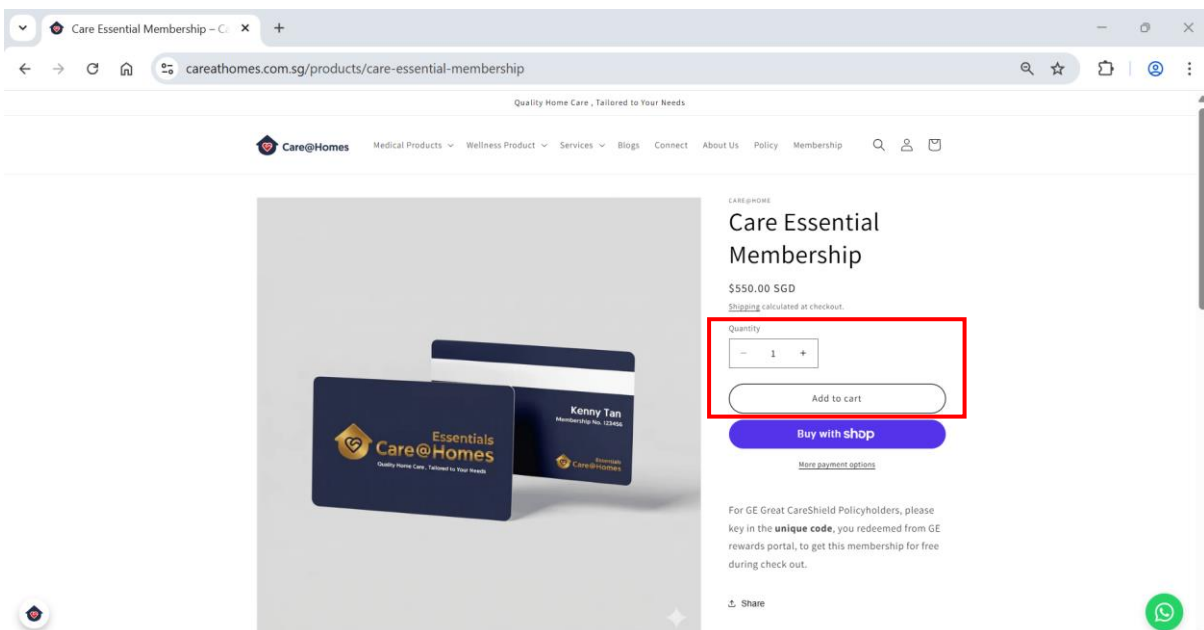 Care Essential Membership – Ca
careathomes.com.sg/products/care-essential-membership
Quality Home Care , Tailored to Your Needs
Care@Homes
Medical Products Wellness Product Services Blogs Connect About Us Policy Membership
CARE@HOME
Care Essential
Membership
$550.00 SGD
Shipping calculated at checkout.
Quantity
− 1 +
Add to cart
Buy with shop
More payment options
For GE Great CareShield Policyholders, please
key in the unique code, you redeemed from GE
rewards portal, to get this membership for free
during check out.
Share
Kenny Tan
Membership No. 123456
Essentials
Care@Homes
Essentials
Care@Homes
Quality Home Care , Tailored to Your Needs